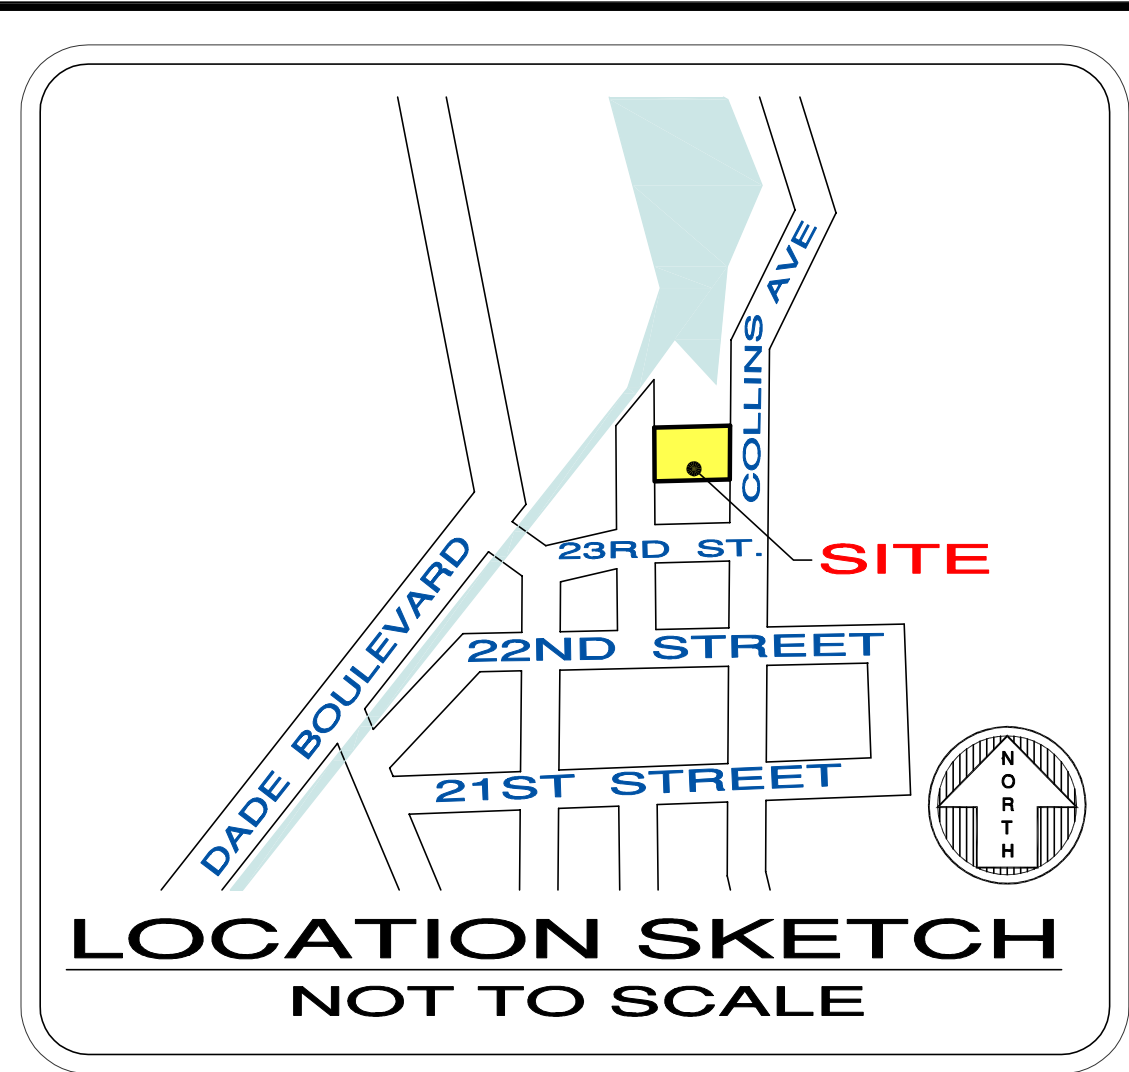 COLLINS AVE
23RD ST.
SITE
DADE BOULEVARD
22ND STREET
21ST STREET
NORTH
LOCATION SKETCH
NOT TO SCALE